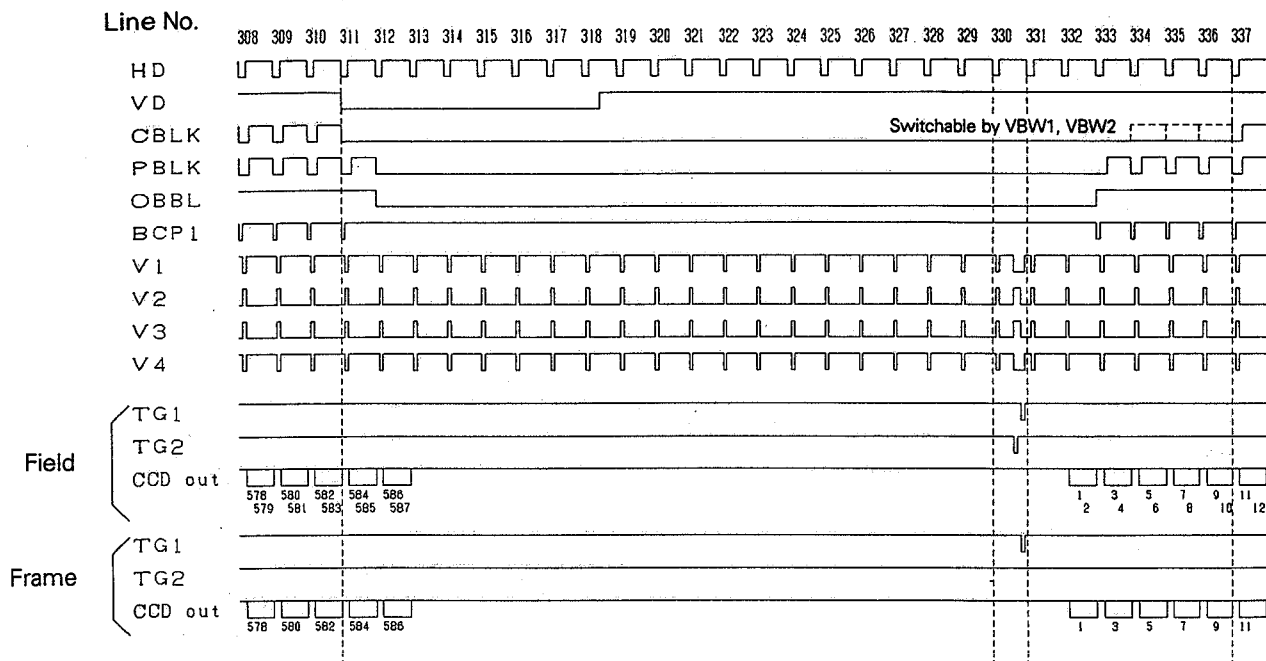 Line No.
308 309 310 311 312 313 314 315 316 317 318 319 320 321 322 323 324 325 326 327 328 329 330 331 332 333 334 335 336 337
HD
VD
CBLK Switchable by VBW1, VBW2
PBLK
OBBL
BCP1
V1
V2
V3
V4
Field
TG1
TG2
CCD out
578 580 582 584 586 1 3 5 7 9 11
579 581 583 585 587 2 4 6 8 10 12
Frame
TG1
TG2
CCD out
578 580 582 584 586 1 3 5 7 9 11